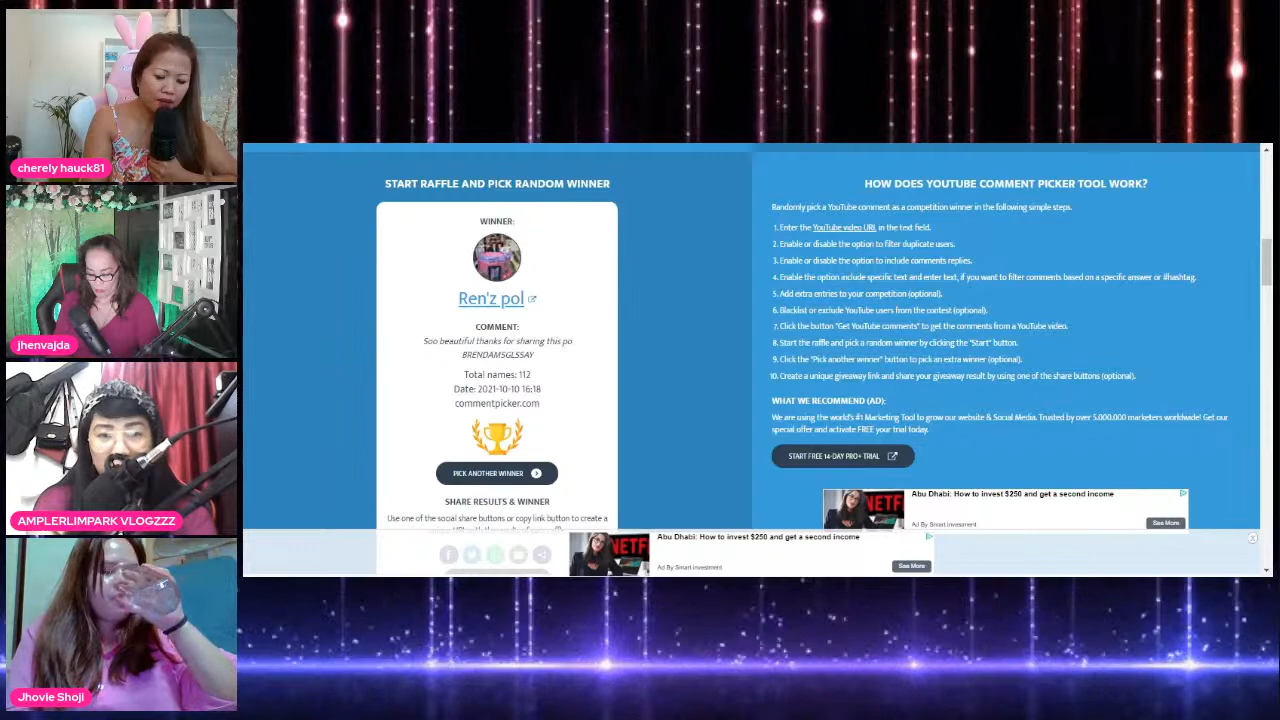 cherely hauck81
jhenvajda
AMPLERLIMPARK VLOGZZZ
Jhovie Shoji
START RAFFLE AND PICK RANDOM WINNER
WINNER:
Ren'z pol
COMMENT:
Soo beautiful thanks for sharing this po
BRENDAMSGLSSAY
Total names: 112
Date: 2021-10-10 16:18
commentpicker.com
PICK ANOTHER WINNER
SHARE RESULTS & WINNER
Use one of the social share buttons or copy link button to create a
HOW DOES YOUTUBE COMMENT PICKER TOOL WORK?
Randomly pick a YouTube comment as a competition winner in the following simple steps.
1. Enter the YouTube video URL in the text field.
2. Enable or disable the option to filter duplicate users.
3. Enable or disable the option to include comments replies.
4. Enable the option include specific text and enter text, if you want to filter comments based on a specific answer or #hashtag.
5. Add extra entries to your competition (optional).
6. Blacklist or exclude YouTube users from the contest (optional).
7. Click the button "Get YouTube comments" to get the comments from a YouTube video.
8. Start the raffle and pick a random winner by clicking the "Start" button.
9. Click the "Pick another winner" button to pick an extra winner (optional).
10. Create a unique giveaway link and share your giveaway result by using one of the share buttons (optional).
WHAT WE RECOMMEND (AD):
We are using the world's #1 Marketing Tool to grow our website & Social Media. Trusted by over 5.000.000 marketers worldwide! Get our
special offer and activate FREE your trial today.
START FREE 14-DAY PRO+ TRIAL
NETF
Abu Dhabi: How to invest $250 and get a second income
Ad By Smart investment
See More
NETF
Abu Dhabi: How to invest $250 and get a second income
Ad By Smart investment
See More